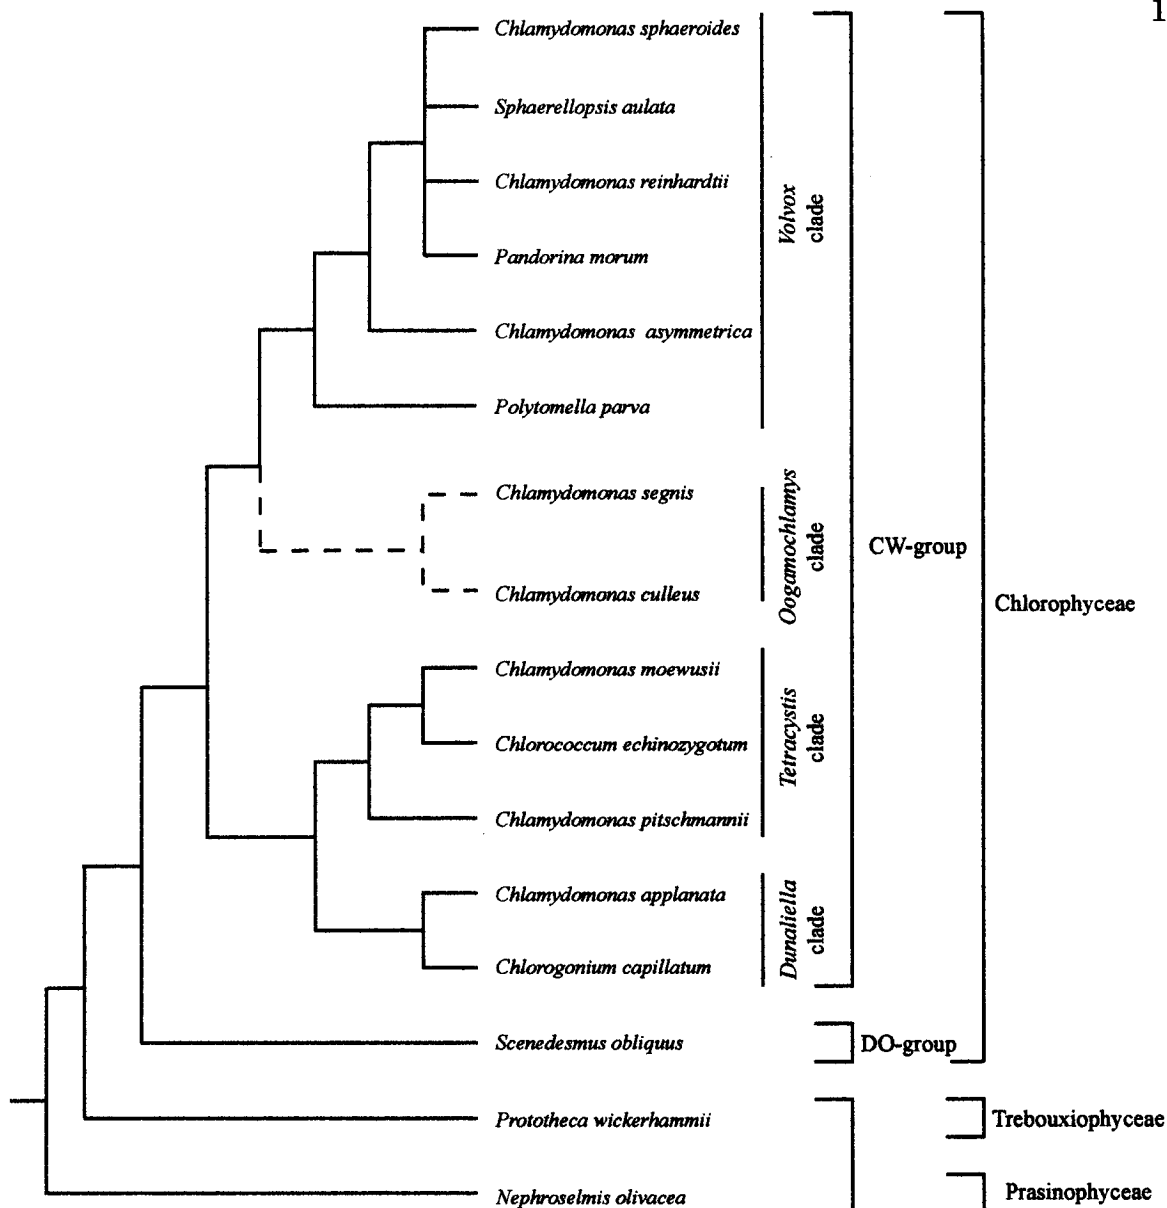 1
Chlamydomonas sphaeroides
Sphaerellopsis aulata
Chlamydomonas reinhardtii
Pandorina morum
Chlamydomonas asymmetrica
Polytomella parva
Volvox
clade
Chlamydomonas segnis
Chlamydomonas culleus
Oogamochlamys
clade
CW-group
Chlorophyceae
Chlamydomonas moewusii
Chlorococcum echinozygotum
Chlamydomonas pitschmannii
Tetracystis
clade
Chlamydomonas applanata
Chlorogonium capillatum
Dunaliella
clade
Scenedesmus obliquus
DO-group
Prototheca wickerhammii
Trebouxiophyceae
Nephroselmis olivacea
Prasinophyceae